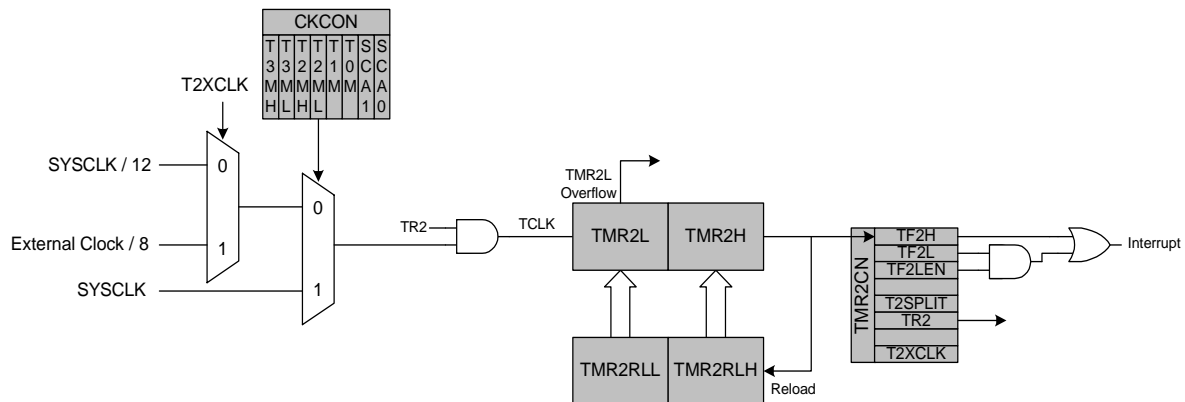 CKCON
T3MH T3ML T2MH T2ML T1M T0M SCA1 SCA0
T2XCLK
SYSCLK / 12
0
External Clock / 8
1
SYSCLK
0
1
TR2
TCLK
TMR2L
Overflow
TMR2L
TMR2H
TMR2RLL
TMR2RLH
Reload
TMR2CN
TF2H
TF2L
TF2LEN
T2SPLIT
TR2
T2XCLK
Interrupt